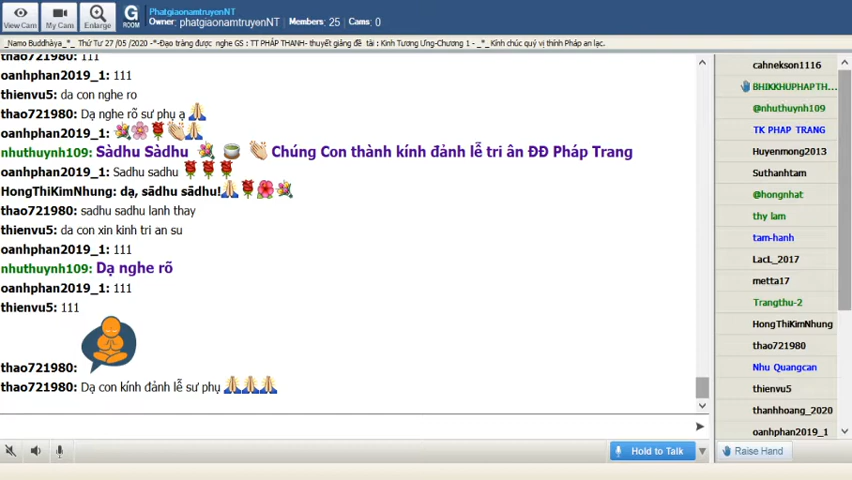 View Cam
My Cam
Enlarge
G
ROOM
PhatgiaonamtruyenNT
Owner: phatgiaonamtruyenNT
Members: 25 Cams: 0
_Namo Buddhàya_*_ Thứ Tư 27 /05 /2020 -*-Đạo tràng được nghe GS : TT PHÁP THANH- thuyết giảng đề tài : Kinh Tương Ưng-Chương 1 - _*_ Kính chúc quý vị thính Pháp an lạc.
thao721980: 111
oanhphan2019_1: 111
thienvu5: da con nghe ro
thao721980: Dạ nghe rõ sư phụ ạ
oanhphan2019_1:
nhuthuynh109: Sàdhu Sàdhu Chúng Con thành kính đảnh lễ tri ân ĐĐ Pháp Trang
oanhphan2019_1: Sadhu sadhu
HongThiKimNhung: dạ, sādhu sādhu!
thao721980: sadhu sadhu lanh thay
thienvu5: da con xin kinh tri an su
oanhphan2019_1: 111
nhuthuynh109: Dạ nghe rõ
oanhphan2019_1: 111
thienvu5: 111
thao721980:
thao721980: Dạ con kính đảnh lễ sư phụ
Hold to Talk
cahnekson1116
BHIKKHUPHAPTH...
@nhuthuynh109
TK PHAP TRANG
Huyenmong2013
Suthanhtam
@hongnhat
thy lam
tam-hanh
LacL_2017
metta17
Trangthu-2
HongThiKimNhung
thao721980
Nhu Quangcan
thienvu5
thanhhoang_2020
oanhphan2019_1
Raise Hand